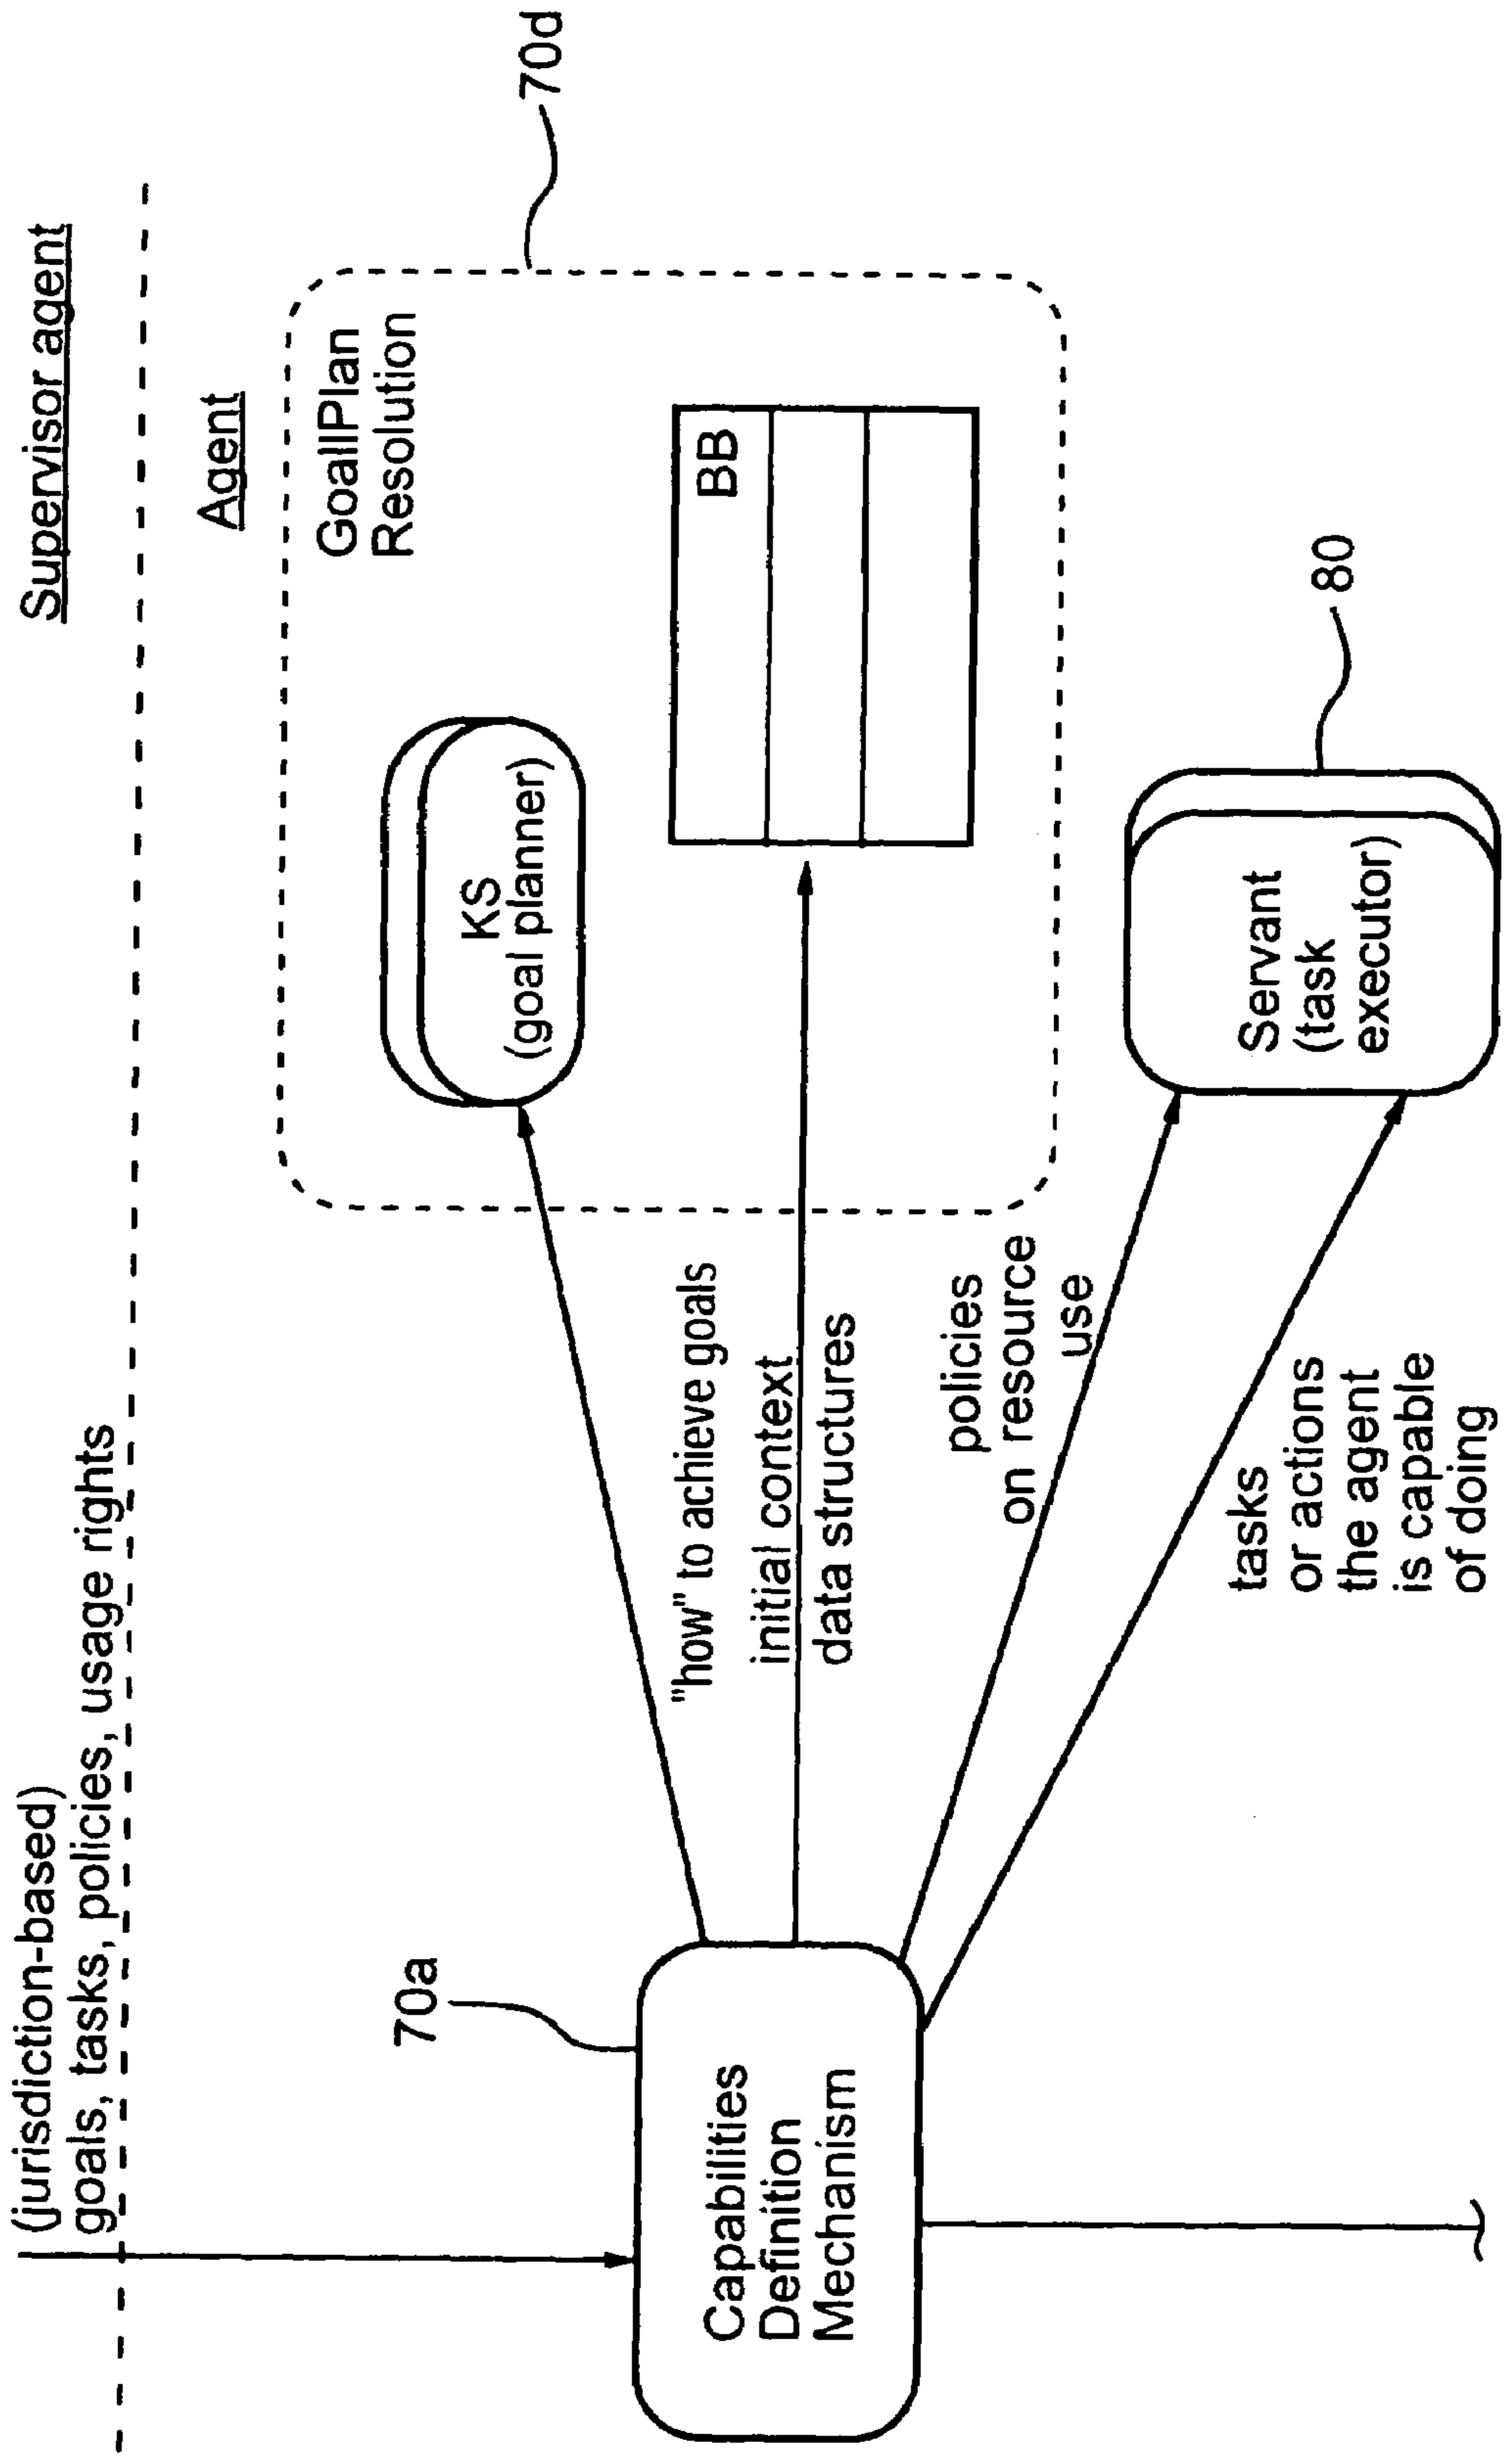 (jurisdiction-based)
goals, tasks, policies, usage rights
Supervisor agent
Agent
70a
Capabilities
Definition
Mechanism
"how" to achieve goals
initial context
data structures
policies
on resource
use
tasks
or actions
the agent
is capable
of doing
GoalPlan
Resolution
70d
KS
(goal planner)
BB
Servant
(task
executor)
80